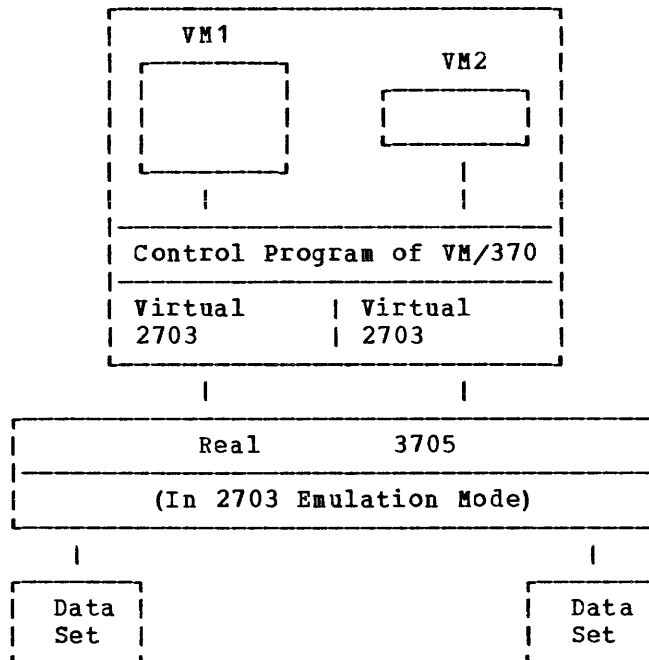 VM1
VM2
Control Program of VM/370
Virtual Virtual
2703 2703
Real 3705
(In 2703 Emulation Mode)
Data Data
Set Set